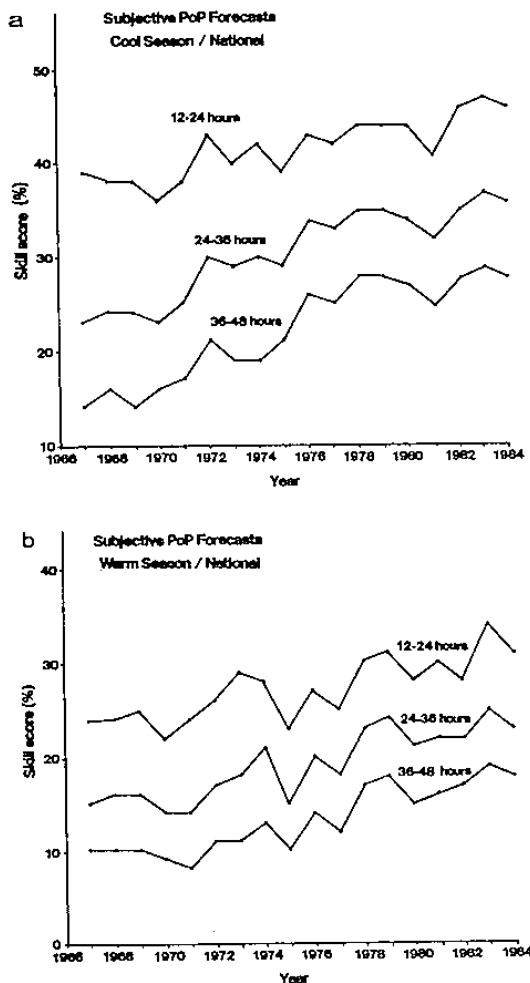 a
Subjective PoP Forecasts
Cool Season / National
50
40
30
20
10
Skill score (%)
12-24 hours
24-36 hours
36-48 hours
1966 1968 1970 1972 1974 1976 1978 1980 1982 1984
Year
b
Subjective PoP Forecasts
Warm Season / National
40
30
20
10
0
Skill score (%)
12-24 hours
24-36 hours
36-48 hours
1966 1968 1970 1972 1974 1976 1978 1980 1982 1984
Year